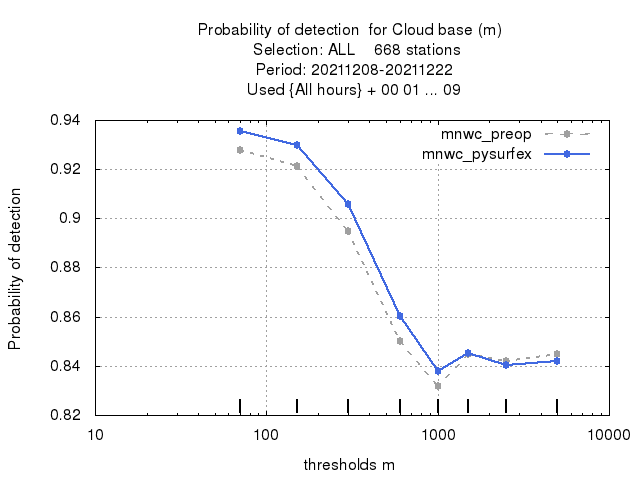 Probability of detection  for Cloud base (m)
Selection: ALL    668 stations
Period: 20211208-20211222
Used {All hours} + 00 01 ... 09
mnwc_preop
mnwc_pysurfex
Probability of detection
0.94
0.92
0.9
0.88
0.86
0.84
0.82
10
100
1000
10000
thresholds m